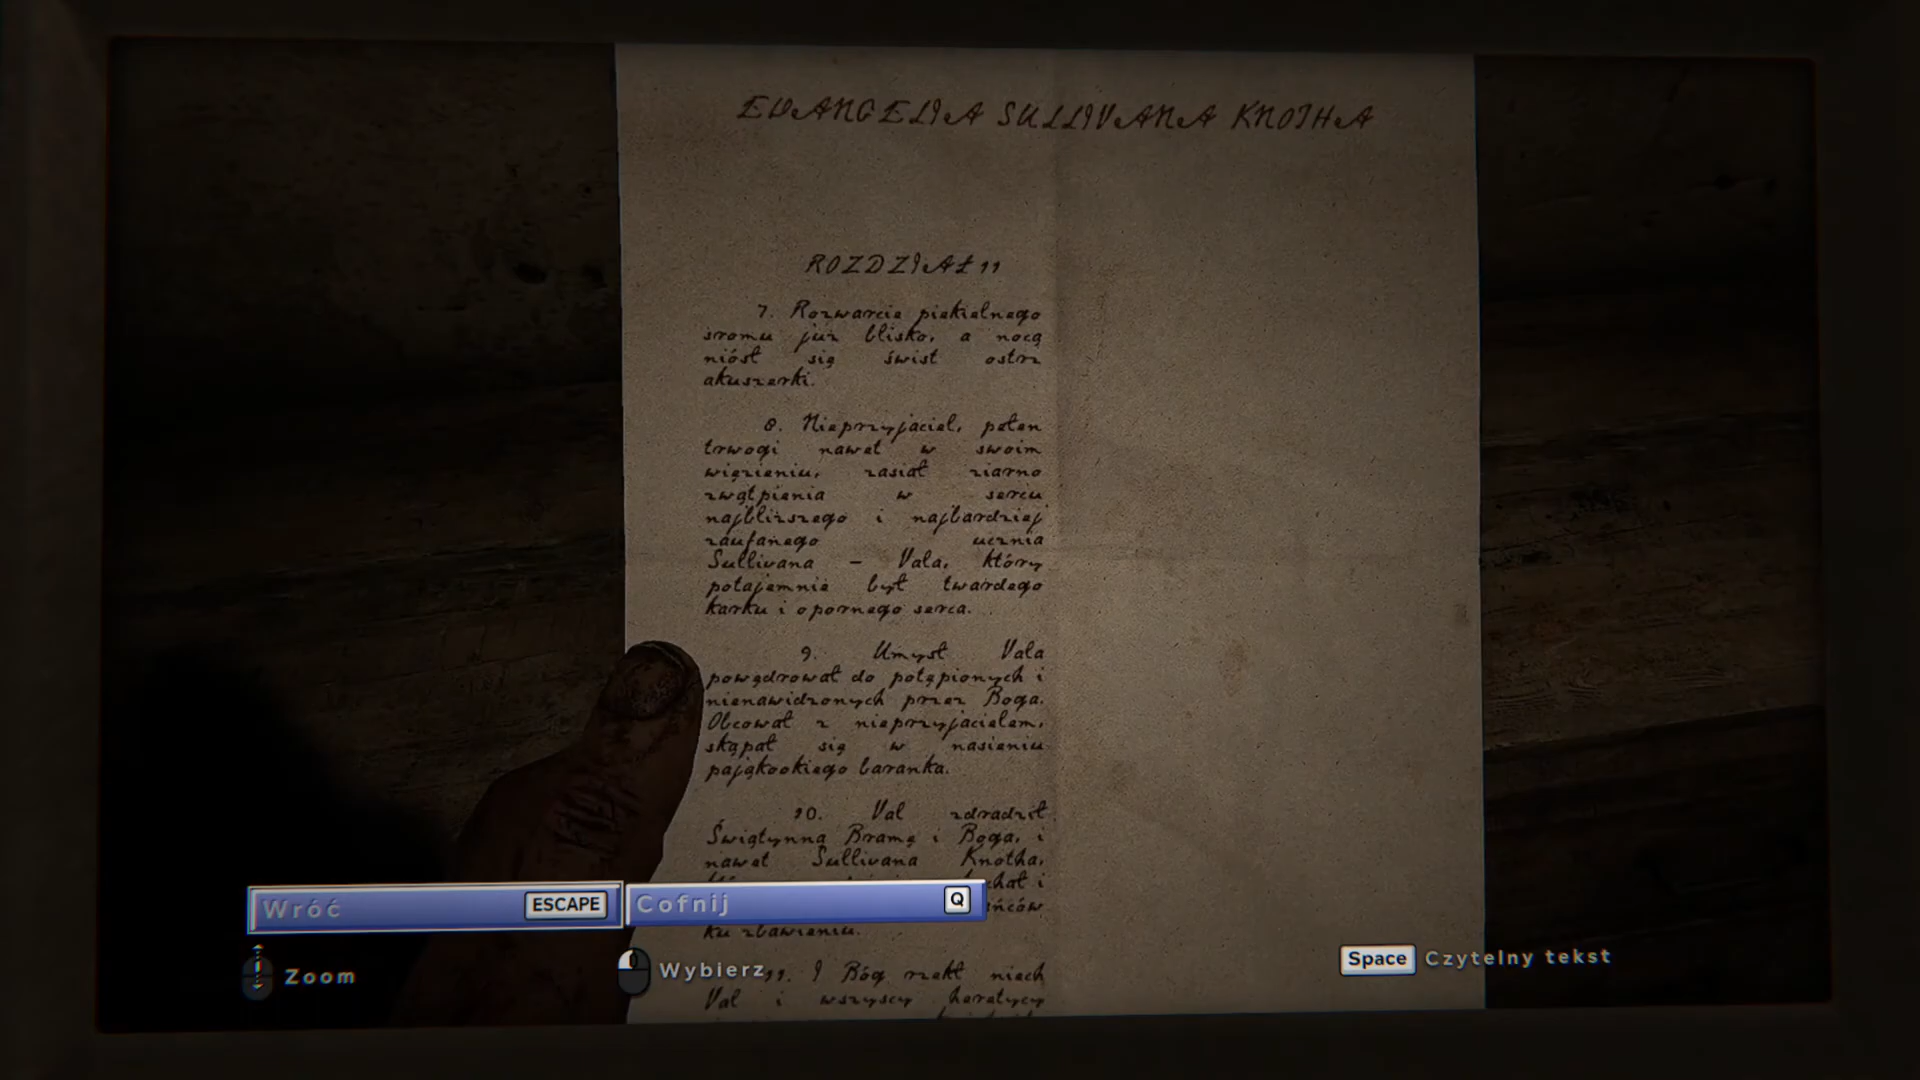 EWANGELIA SULLIVANA KNOTHA
ROZDZIAŁ 11
7. Rozwarcie piekielnego
sromu już blisko, a nocą
niósł się świst ostrz
akuszerki.
8. Nieprzyjaciel, pełen
trwogi nawet w swoim
więzieniu, zasiał ziarno
zwątpienia w sercu
najbliższego i najbardziej
zaufanego ucznia
Sullivana – Vala, który
potajemnie był twardego
karku i opornego serca.
9. Umysł Vala
powędrował do potępionych i
nienawidzonych przez Boga.
Obcował z nieprzyjacielem,
skąpał się w nasieniu
pająkookiego baranka.
10. Val zdradził
Świątynną Bramę i Boga, i
nawet Sullivana Knotha,
ku zbawieniu.
11. I Bóg rzekł niech
Val i wszyscy heretycy
Wróć ESCAPE
Cofnij Q
Zoom
Wybierz
Space Czytelny tekst